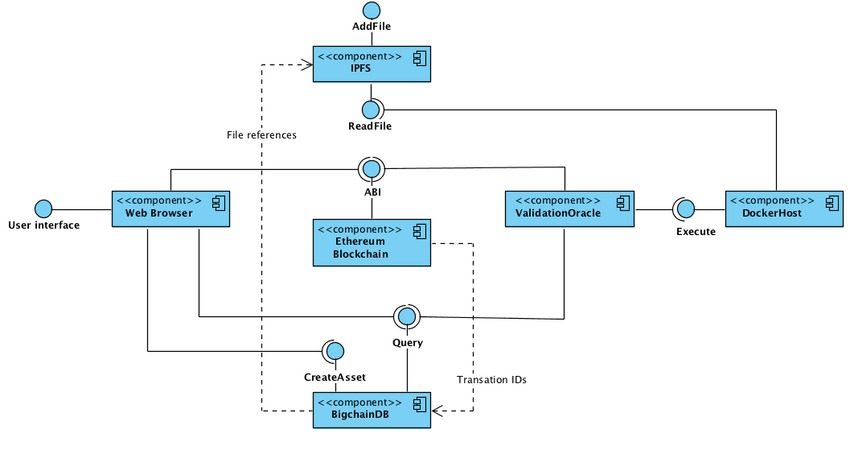 AddFile
<<component>>
IPFS
ReadFile
File references
ABI
<<component>>
Web Browser
User interface
<<component>>
Ethereum
Blockchain
<<component>>
ValidationOracle
Execute
<<component>>
DockerHost
Query
CreateAsset
Transation IDs
<<component>>
BigchainDB